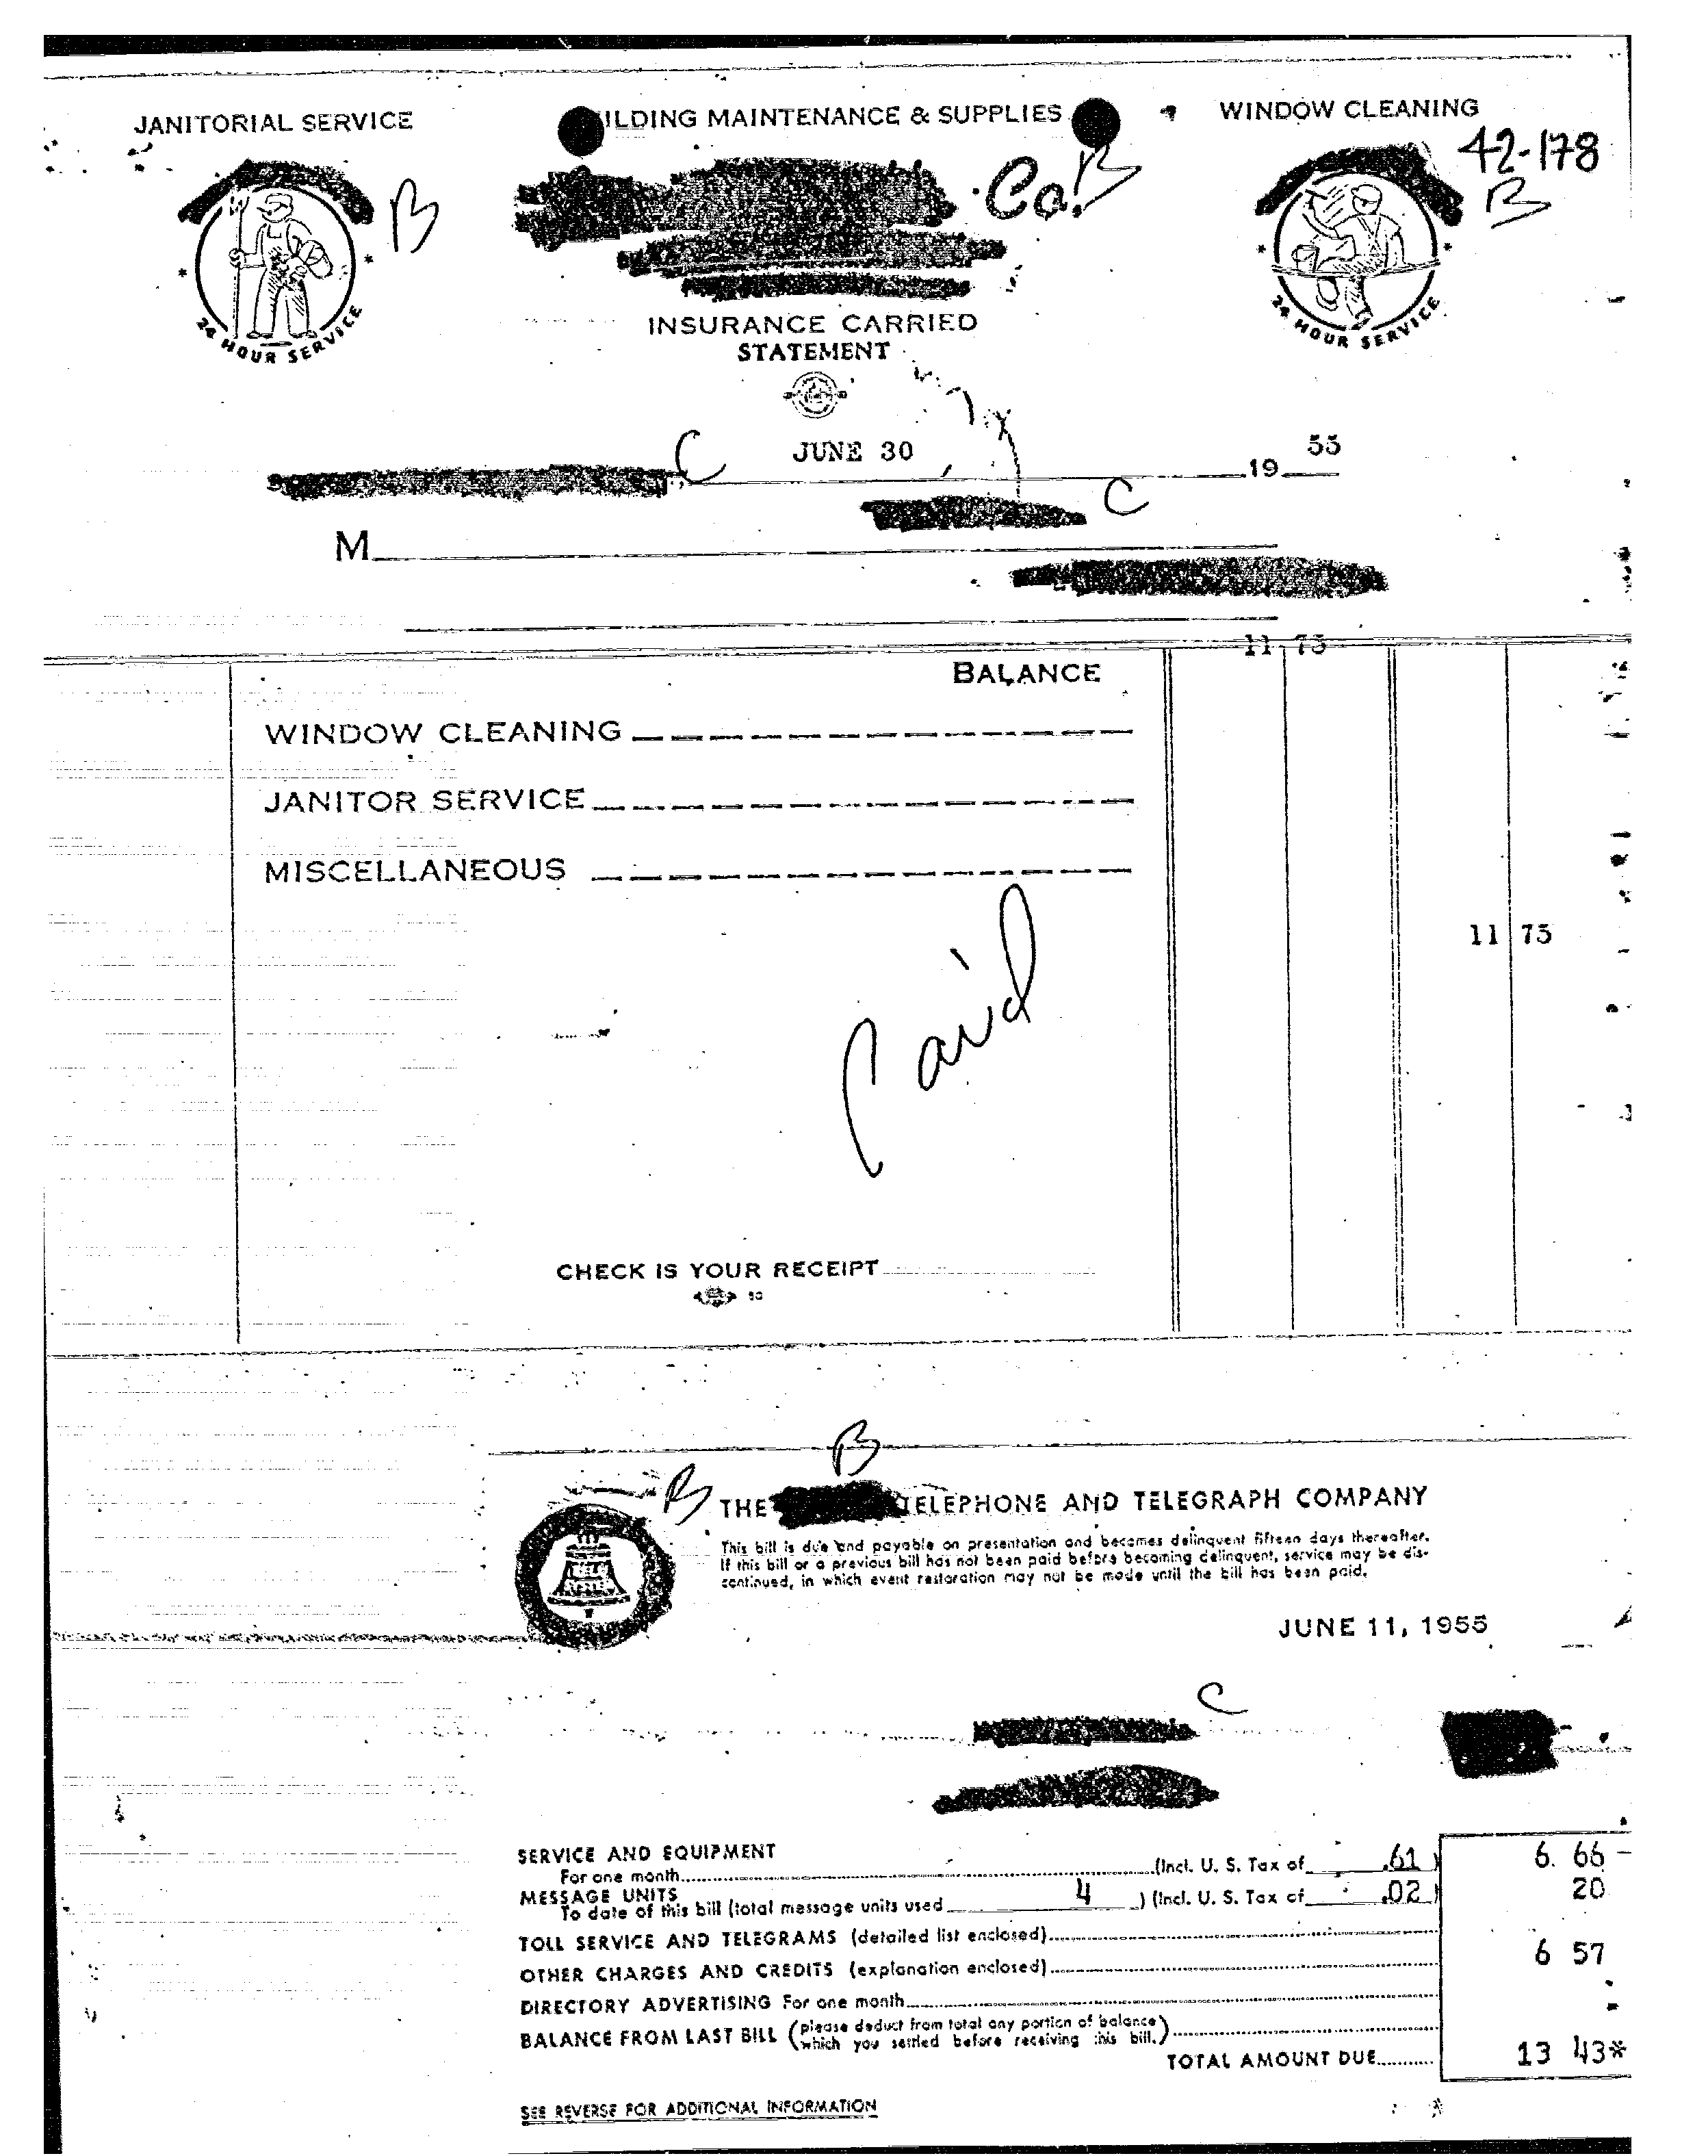 JANITORIAL SERVICE
ILDING MAINTENANCE & SUPPLIES
WINDOW CLEANING
42-178
B
Co. B
B
24 HOUR SERVICE
24 HOUR SERVICE
INSURANCE CARRIED
STATEMENT
C
JUNE 30
19 55
C
M
11 75
BALANCE
WINDOW CLEANING
JANITOR SERVICE
MISCELLANEOUS
11 75
Paid
CHECK IS YOUR RECEIPT
B
B
THE TELEPHONE AND TELEGRAPH COMPANY
BELL
SYSTEM
This bill is due and payable on presentation and becomes delinquent fifteen days thereafter.
If this bill or a previous bill has not been paid before becoming delinquent, service may be dis-
continued, in which event restoration may not be made until the bill has been paid.
JUNE 11, 1955
C
SERVICE AND EQUIPMENT
For one month (Incl. U. S. Tax of .61 ) 6. 66 -
MESSAGE UNITS
To date of this bill (total message units used 4 ) (Incl. U. S. Tax of .02 ) 20
TOLL SERVICE AND TELEGRAMS (detailed list enclosed)
OTHER CHARGES AND CREDITS (explanation enclosed) 6 57
DIRECTORY ADVERTISING For one month
BALANCE FROM LAST BILL (please deduct from total any portion of balance
which you settled before receiving this bill.)
TOTAL AMOUNT DUE 13 43*
SEE REVERSE FOR ADDITIONAL INFORMATION